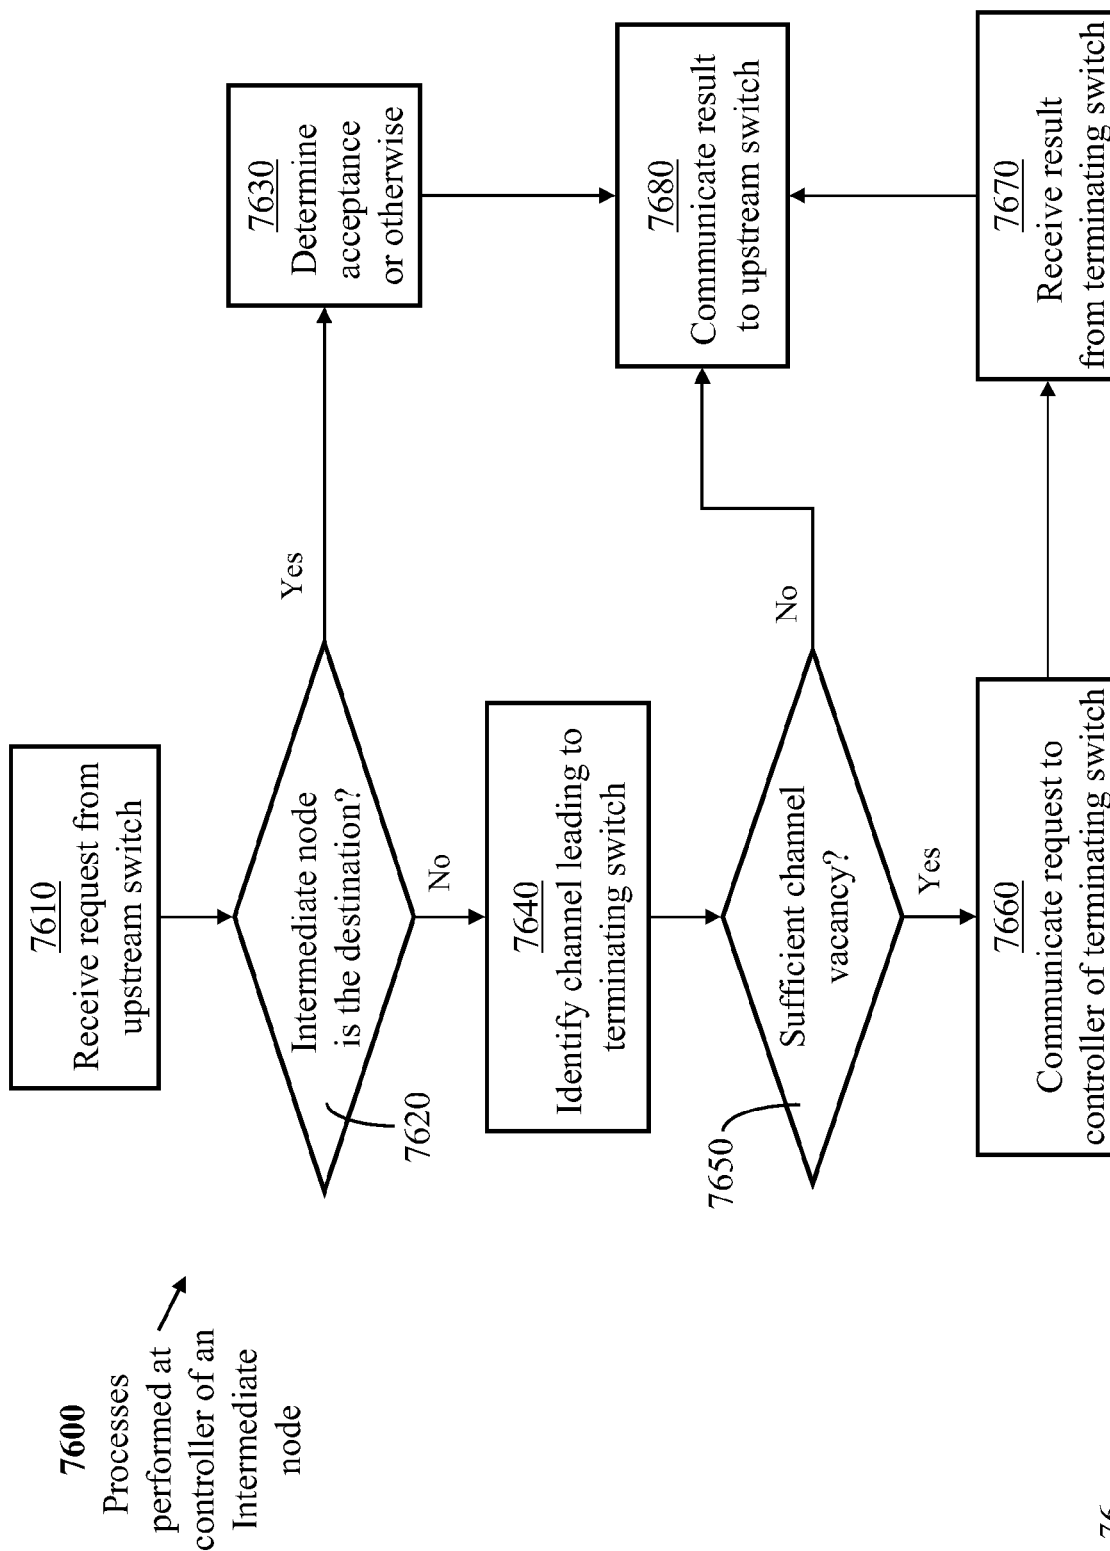 7600
Processes
performed at
controller of an
Intermediate
node
7610
Receive request from
upstream switch
Intermediate node
is the destination?
7620
Yes
7630
Determine
acceptance
or otherwise
No
7640
Identify channel leading to
terminating switch
Sufficient channel
vacancy?
7650
No
7680
Communicate result
to upstream switch
Yes
7660
Communicate request to
controller of terminating switch
7670
Receive result
from terminating switch
76